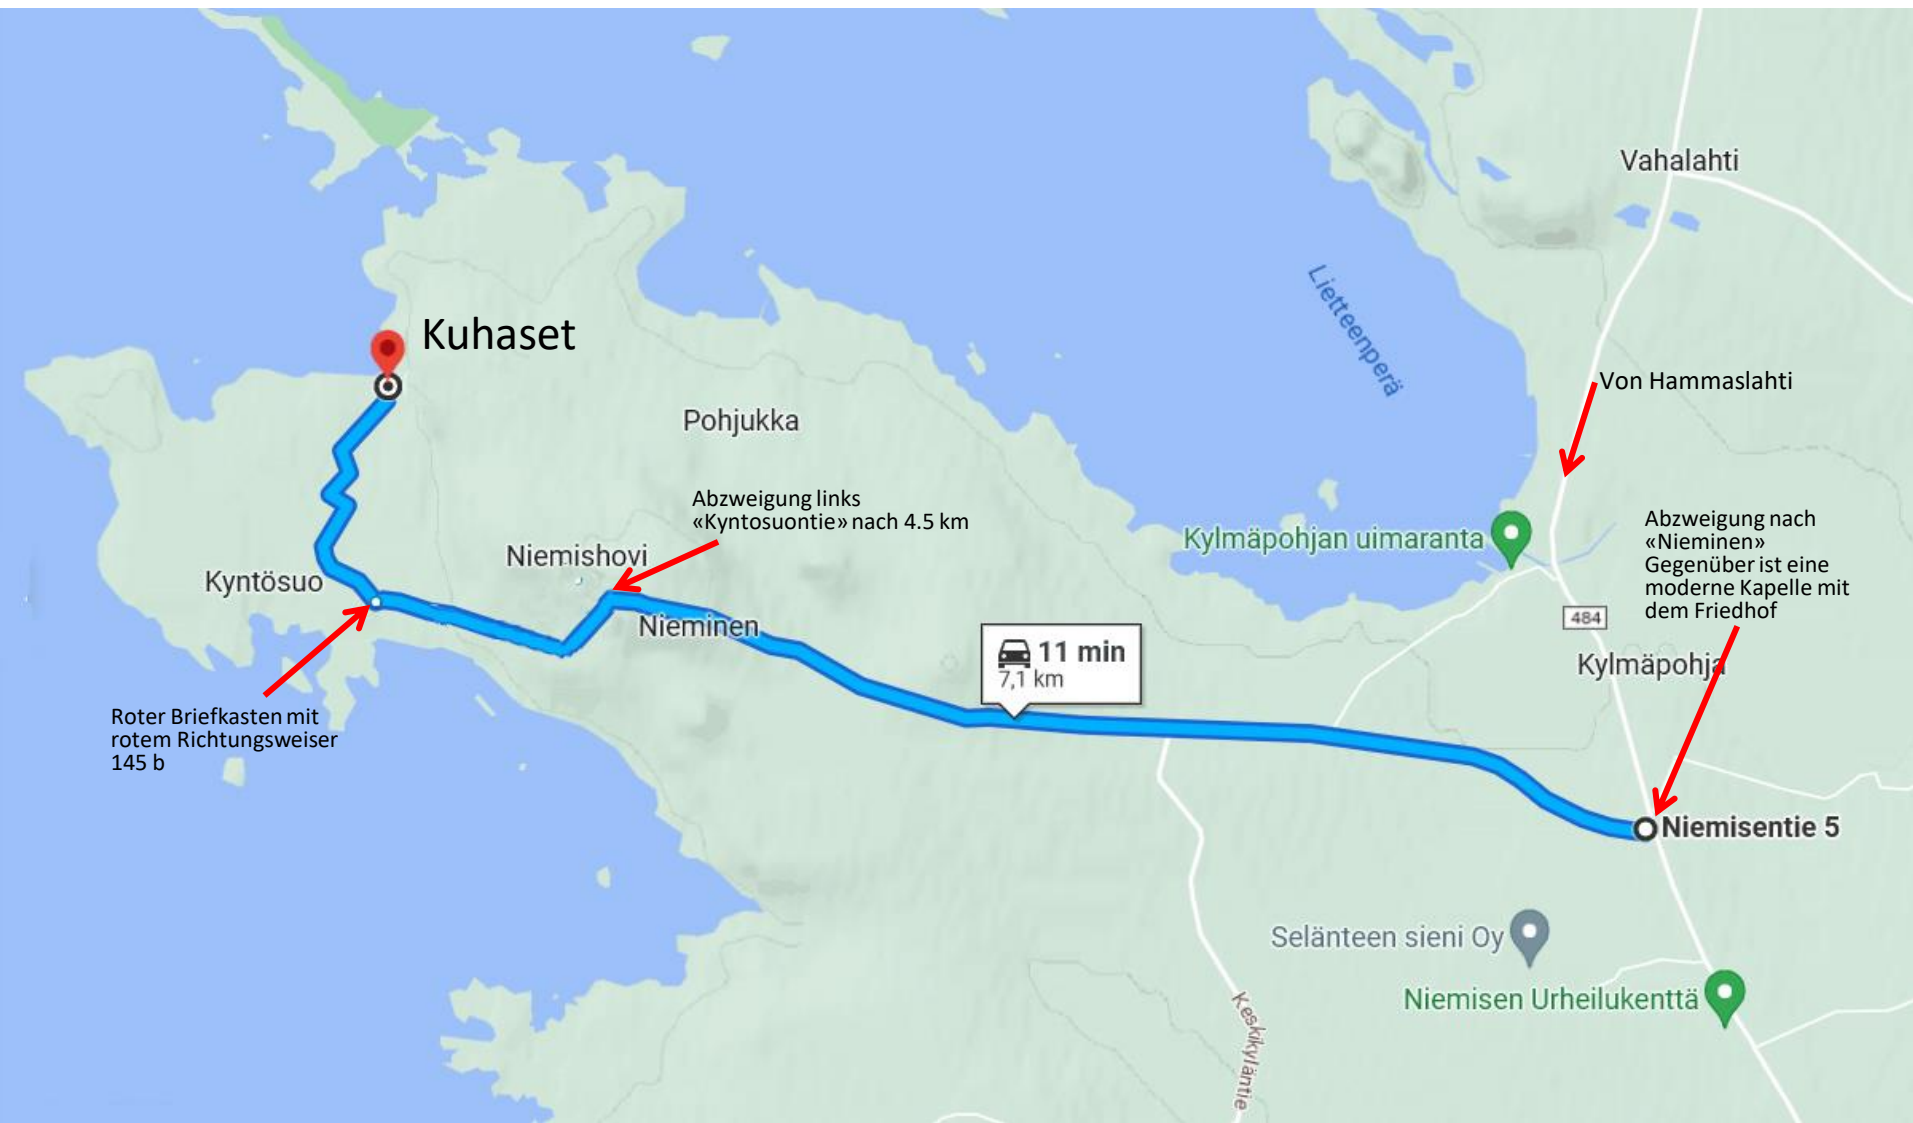 Vahalahti
Lietteenperä
Kuhaset
Von Hammaslahti
Pohjukka
Abzweigung links
«Kyntosuontie» nach 4.5 km
Kylmäpohjan uimaranta
Abzweigung nach
«Nieminen»
Gegenüber ist eine
moderne Kapelle mit
dem Friedhof
Niemishovi
Kyntösuo
Nieminen
484
11 min
7,1 km
Kylmäpohja
Roter Briefkasten mit
rotem Richtungsweiser
145 b
Niemisentie 5
Selänteen sieni Oy
Niemisen Urheilukenttä
Keskikyläntie